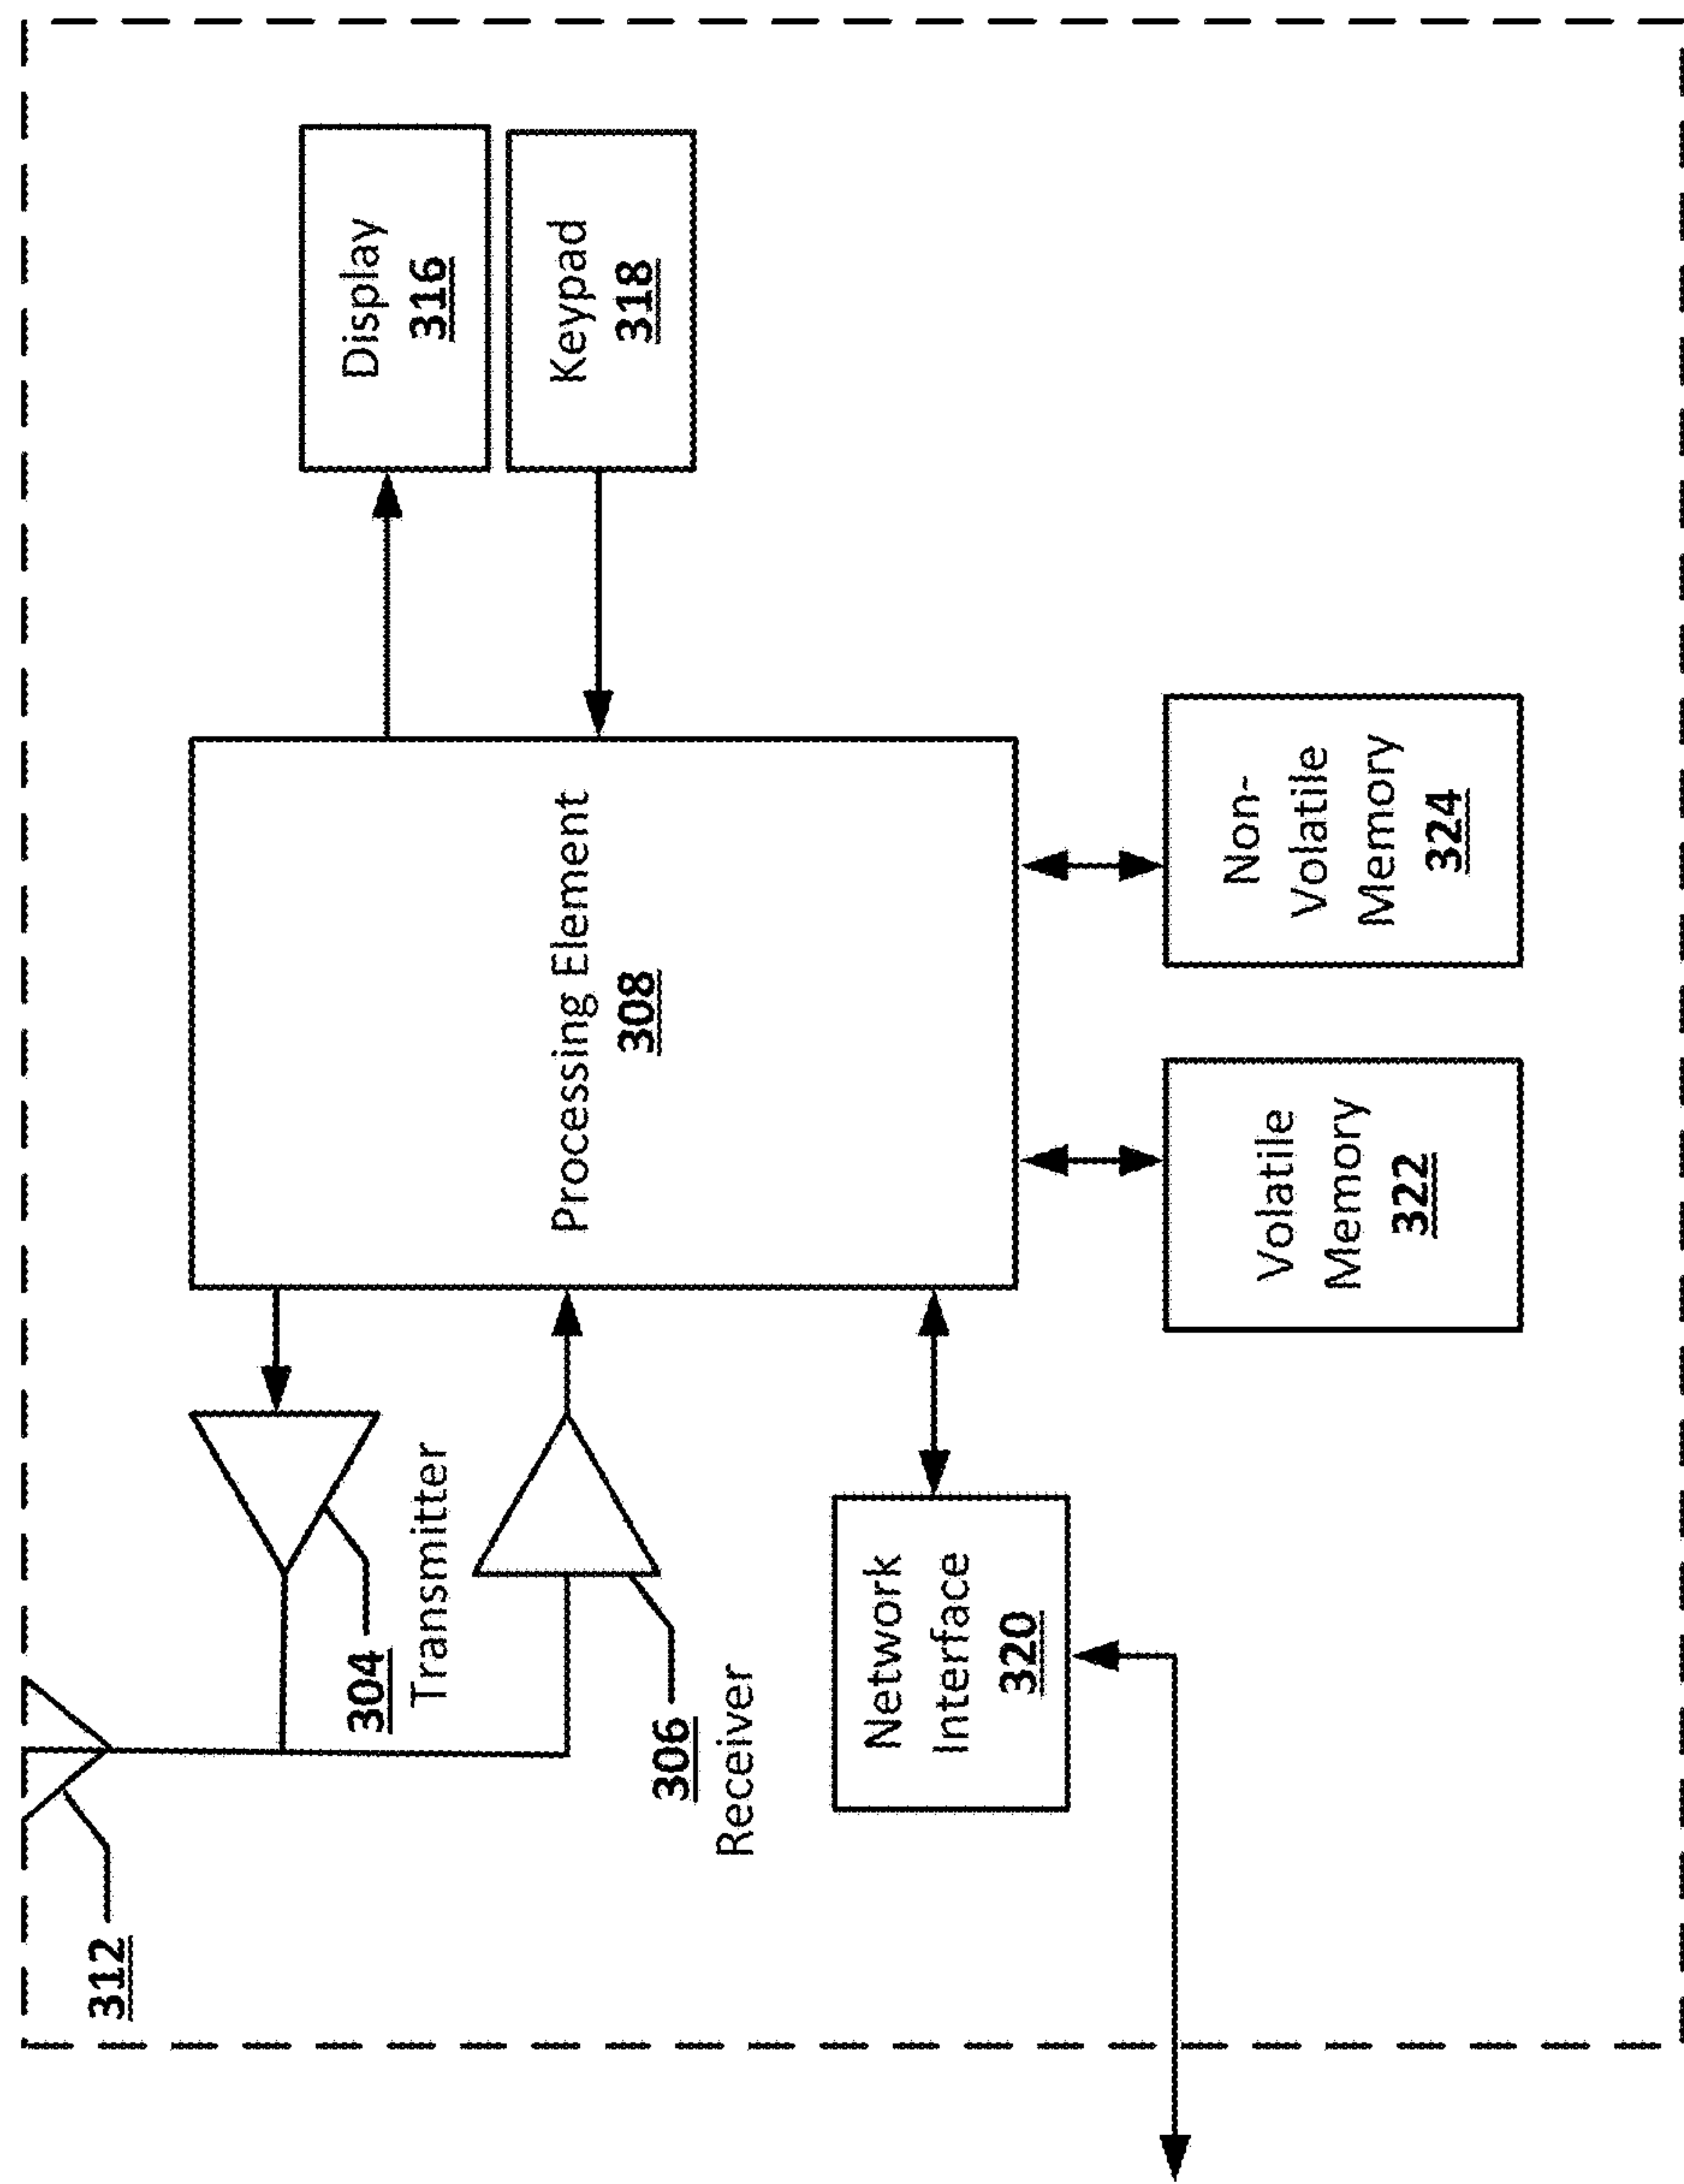 312
304
Transmitter
306
Receiver
Network
Interface
320
Processing Element
308
Volatile
Memory
322
Non-
Volatile
Memory
324
Display
316
Keypad
318